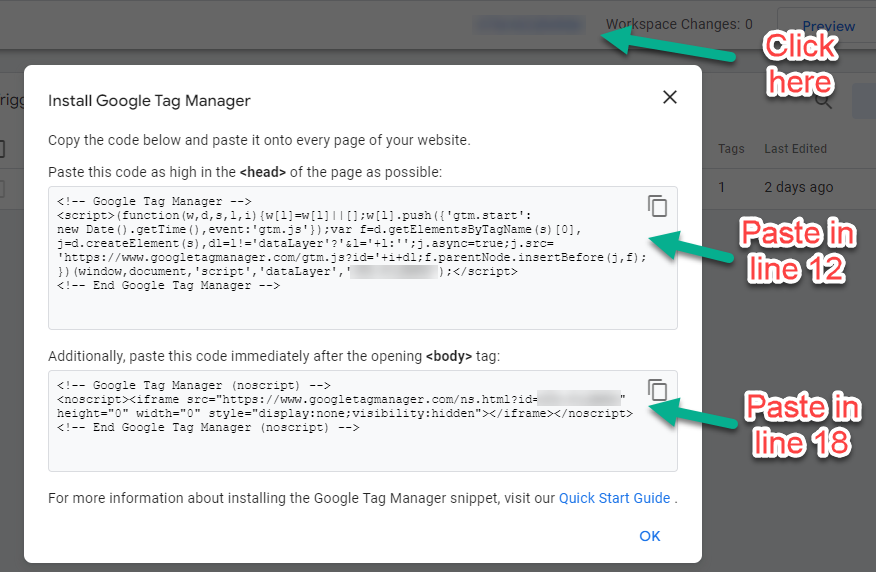 Workspace Changes: 0
Preview
Click
here
Install Google Tag Manager
Copy the code below and paste it onto every page of your website.
Tags
Last Edited
Paste this code as high in the <head> of the page as possible:
1
2 days ago
<!-- Google Tag Manager -->
<script>(function(w,d,s,l,i){w[l]=w[l]||[];w[l].push({'gtm.start':
new Date().getTime(),event:'gtm.js'});var f=d.getElementsByTagName(s)[0],
j=d.createElement(s),dl=l!='dataLayer'?'&l='+l:'';j.async=true;j.src=
'https://www.googletagmanager.com/gtm.js?id='+i+dl;f.parentNode.insertBefore(j,f);
})(window,document,'script','dataLayer',' );</script>
<!-- End Google Tag Manager -->
Paste in
line 12
Additionally, paste this code immediately after the opening <body> tag:
<!-- Google Tag Manager (noscript) -->
<noscript><iframe src="https://www.googletagmanager.com/ns.html?id= "
height="0" width="0" style="display:none;visibility:hidden"></iframe></noscript>
<!-- End Google Tag Manager (noscript) -->
Paste in
line 18
For more information about installing the Google Tag Manager snippet, visit our Quick Start Guide .
OK